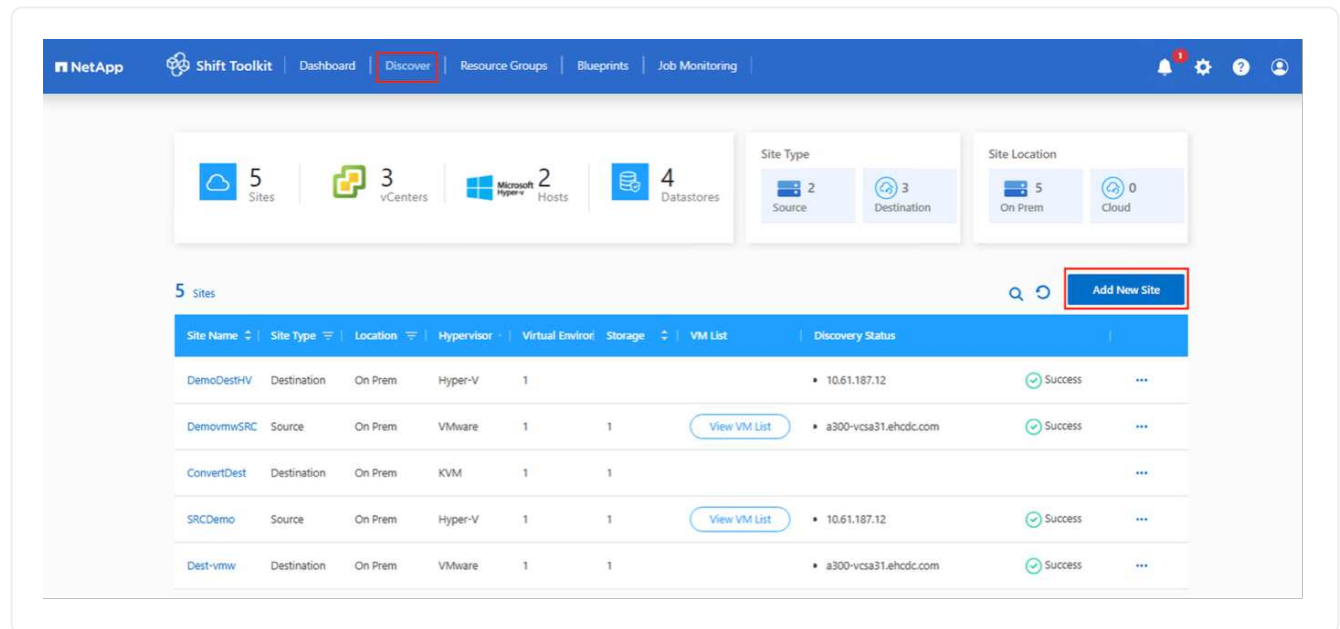 NetApp Shift Toolkit Dashboard Discover Resource Groups Blueprints Job Monitoring 1
5 Sites
3 vCenters
Microsoft Hyper-v 2 Hosts
4 Datastores
Site Type
2 Source
3 Destination
Site Location
5 On Prem
0 Cloud
5 Sites
Add New Site
Site Name Site Type Location Hypervisor Virtual Environ Storage VM List Discovery Status
DemoDestHV Destination On Prem Hyper-V 1 • 10.61.187.12 Success ...
DemovmwSRC Source On Prem VMware 1 1 View VM List • a300-vcsa31.ehcdc.com Success ...
ConvertDest Destination On Prem KVM 1 1 ...
SRCDemo Source On Prem Hyper-V 1 1 View VM List • 10.61.187.12 Success ...
Dest-vmw Destination On Prem VMware 1 1 • a300-vcsa31.ehcdc.com Success ...